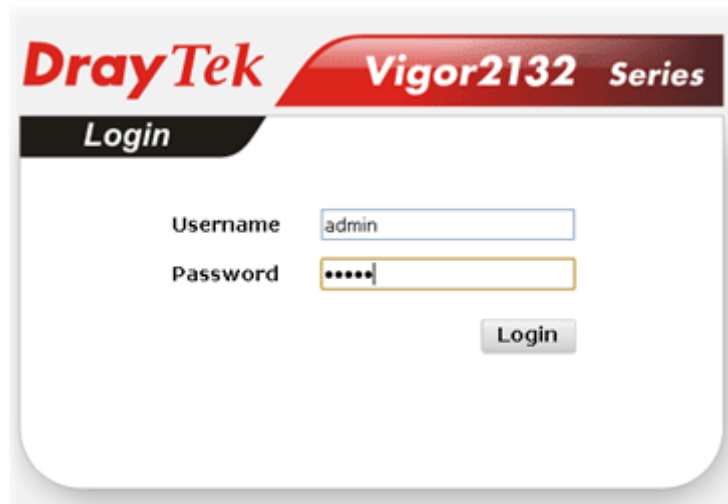 DrayTek Vigor2132 Series
Login
Username admin
Password •••••
Login